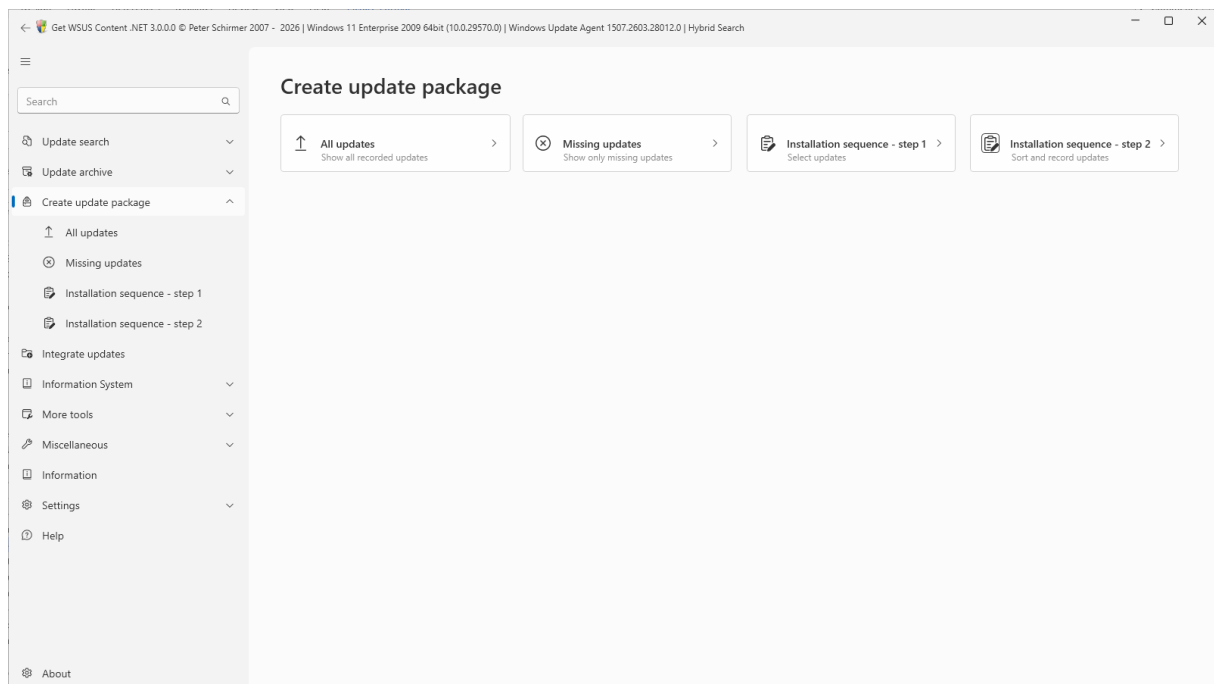 Get WSUS Content .NET 3.0.0.0 © Peter Schirmer 2007 - 2026 | Windows 11 Enterprise 2009 64bit (10.0.29570.0) | Windows Update Agent 1507.2603.28012.0 | Hybrid Search
Search
Update search
Update archive
Create update package
All updates
Missing updates
Installation sequence - step 1
Installation sequence - step 2
Integrate updates
Information System
More tools
Miscellaneous
Information
Settings
Help
About
Create update package
All updates
Show all recorded updates
Missing updates
Show only missing updates
Installation sequence - step 1
Select updates
Installation sequence - step 2
Sort and record updates